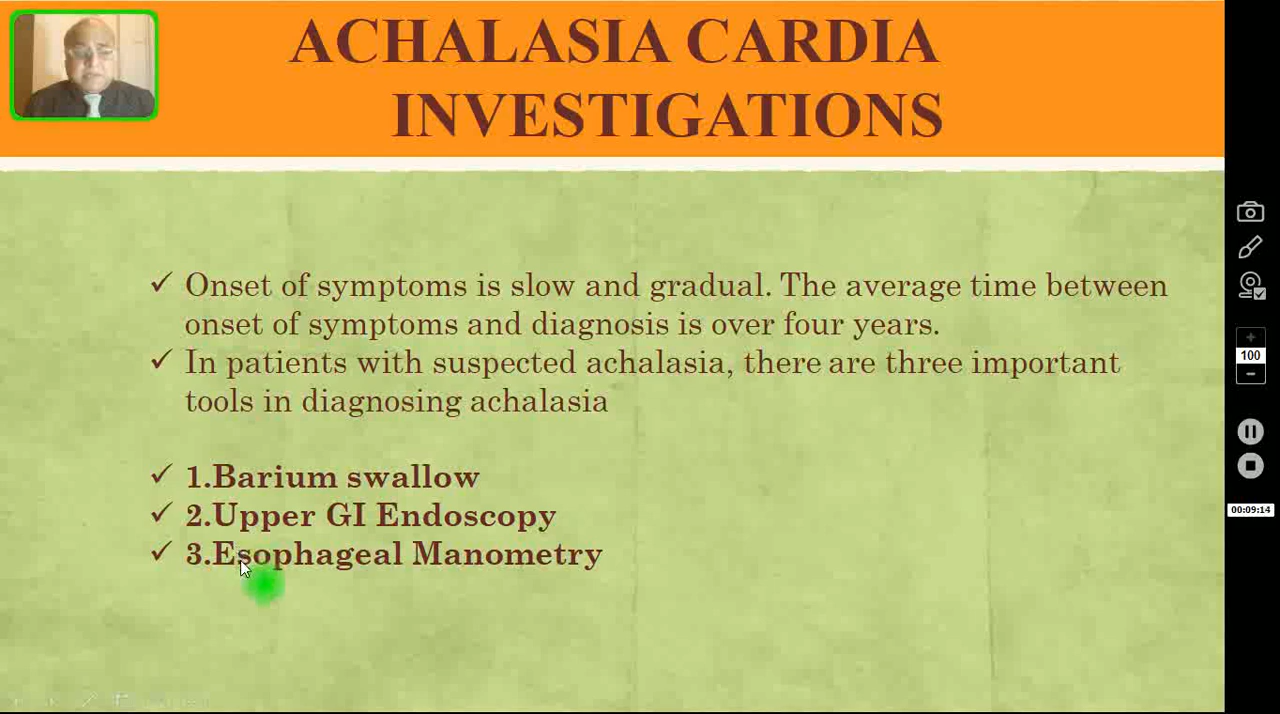 ACHALASIA CARDIA
INVESTIGATIONS
✓ Onset of symptoms is slow and gradual. The average time between
onset of symptoms and diagnosis is over four years.
✓ In patients with suspected achalasia, there are three important
tools in diagnosing achalasia
✓ 1.Barium swallow
✓ 2.Upper GI Endoscopy
✓ 3.Esophageal Manometry
100
00:09:14